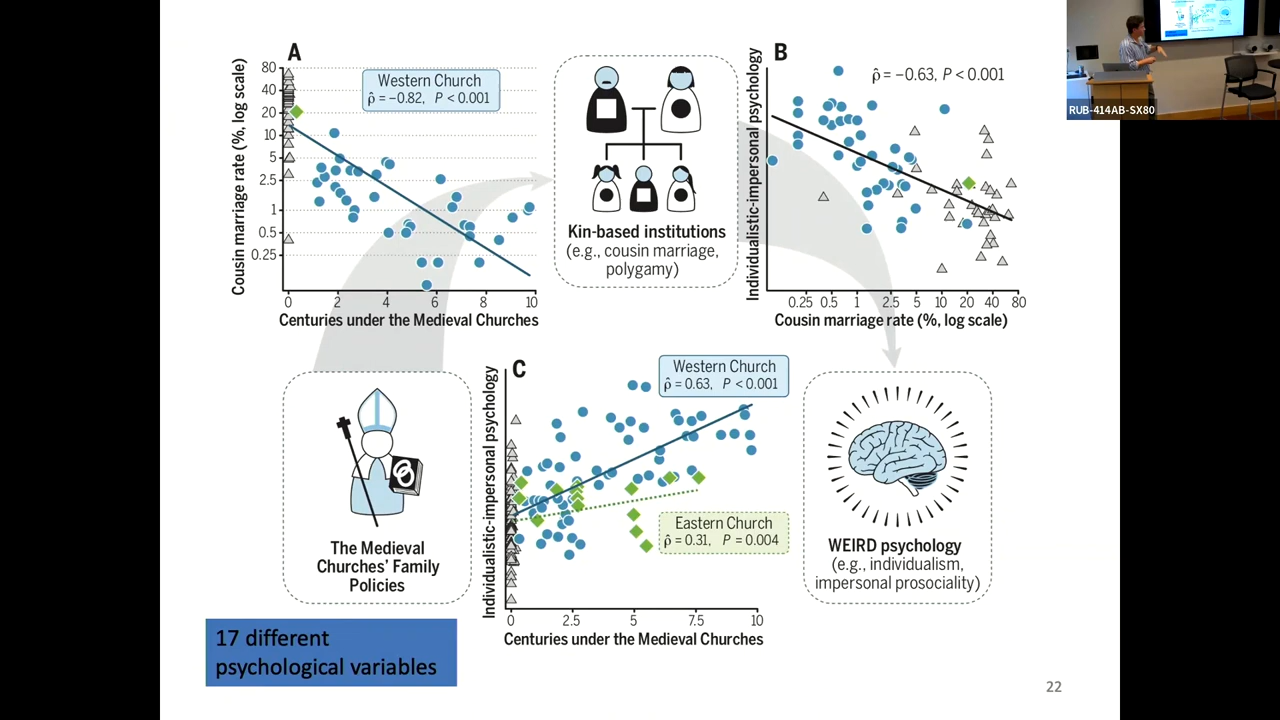 A
Cousin marriage rate (%, log scale)
80
40
20
10
5
2.5
1
0.5
0.25
Western Church
ρ̂ = −0.82, P < 0.001
0 2 4 6 8 10
Centuries under the Medieval Churches
Kin-based institutions
(e.g., cousin marriage,
polygamy)
B
Individualistic-impersonal psychology
ρ̂ = −0.63, P < 0.001
0.25 0.5 1 2.5 5 10 20 40 80
Cousin marriage rate (%, log scale)
RUB-414AB-SX80
The Medieval
Churches’ Family
Policies
C
Individualistic-impersonal psychology
Western Church
ρ̂ = 0.63, P < 0.001
Eastern Church
ρ̂ = 0.31, P = 0.004
0 2.5 5 7.5 10
Centuries under the Medieval Churches
WEIRD psychology
(e.g., individualism,
impersonal prosociality)
17 different
psychological variables
22